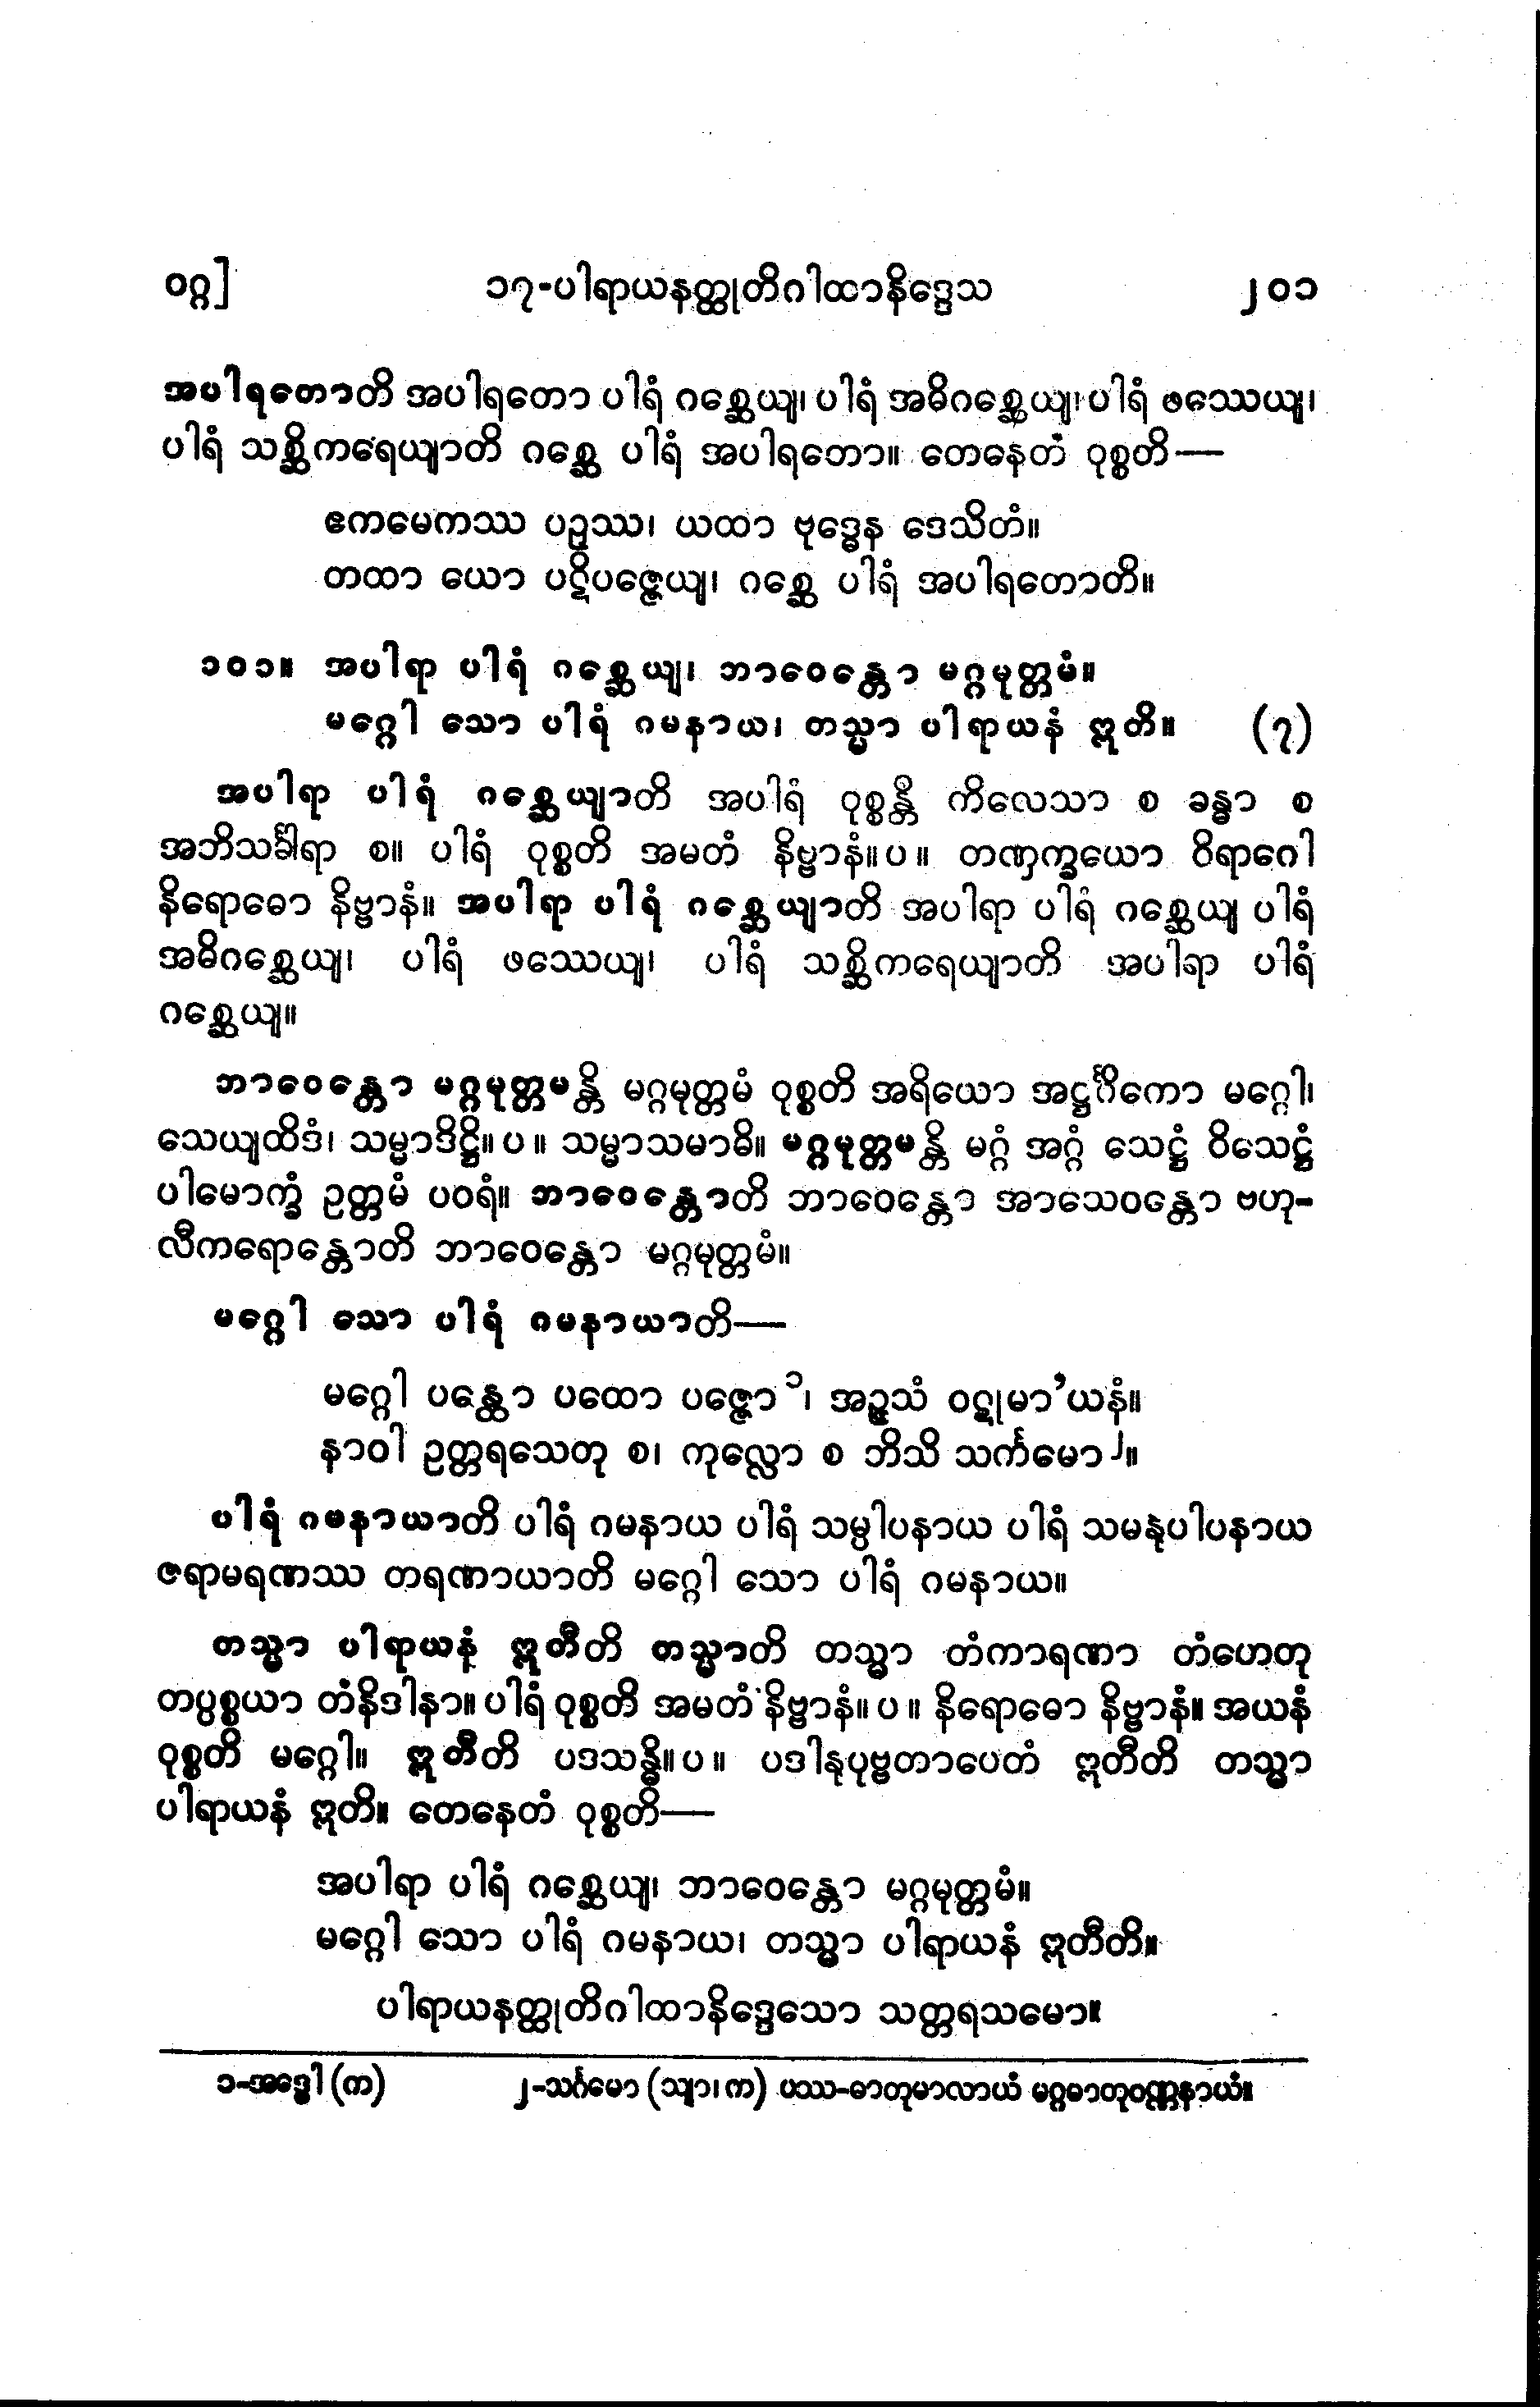 ဝဂ္ဂ] ၁၇-ပါရာယနတ္ထုတိဂါထာနိဒ္ဒေသ ၂၀၁
အပါရတောတိ အပါရတော ပါရံ ဂစ္ဆေယျ၊ ပါရံ အဓိဂစ္ဆေယျ၊ ပါရံ ဖဿေယျ၊
ပါရံ သစ္ဆိကရေယျာတိ ဂစ္ဆေ ပါရံ အပါရတော။ တေနေတံ ဝုစ္စတိ—
ဧကမေကဿ ပဉှဿ၊ ယထာ ဗုဒ္ဓေန ဒေသိတံ။
တထာ ယော ပဋိပဇ္ဇေယျ၊ ဂစ္ဆေ ပါရံ အပါရတောတိ။
၁၀၁။ အပါရာ ပါရံ ဂစ္ဆေယျ၊ ဘာဝေန္တော မဂ္ဂမုတ္တမံ။
မဂ္ဂေါ သော ပါရံ ဂမနာယ၊ တသ္မာ ပါရာယနံ ဣတိ။ (၇)
အပါရာ ပါရံ ဂစ္ဆေယျာတိ အပါရံ ဝုစ္စန္တိ ကိလေသာ စ ခန္ဓာ စ
အဘိသင်္ခါရာ စ။ ပါရံ ဝုစ္စတိ အမတံ နိဗ္ဗာနံ။ပ။ တဏှက္ခယော ဝိရာဂေါ
နိရောဓော နိဗ္ဗာနံ။ အပါရာ ပါရံ ဂစ္ဆေယျာတိ အပါရာ ပါရံ ဂစ္ဆေယျ ပါရံ
အဓိဂစ္ဆေယျ၊ ပါရံ ဖဿေယျ၊ ပါရံ သစ္ဆိကရေယျာတိ အပါရာ ပါရံ
ဂစ္ဆေယျ။
ဘာဝေန္တော မဂ္ဂမုတ္တမန္တိ မဂ္ဂမုတ္တမံ ဝုစ္စတိ အရိယော အဋ္ဌင်္ဂိကော မဂ္ဂေါ၊
သေယျထိဒံ၊ သမ္မာဒိဋ္ဌိ။ပ။ သမ္မာသမာဓိ။ မဂ္ဂမုတ္တမန္တိ မဂ္ဂံ အဂ္ဂံ သေဋ္ဌံ ဝိသေဋ္ဌံ
ပါမောက္ခံ ဥတ္တမံ ပဝရံ။ ဘာဝေန္တောတိ ဘာဝေန္တော အာသေဝန္တော ဗဟု-
လီကရောန္တောတိ ဘာဝေန္တော မဂ္ဂမုတ္တမံ။
မဂ္ဂေါ သော ပါရံ ဂမနာယာတိ—
မဂ္ဂေါ ပန္ထော ပထော ပဇ္ဇော ၁၊ အဉ္ဇသံ ဝဋုမာ’ယနံ။
နာဝါ ဥတ္တရသေတု စ၊ ကုလ္လော စ ဘိသိ သင်္ကမော ၂။
ပါရံ ဂမနာယာတိ ပါရံ ဂမနာယ ပါရံ သမ္ပါပနာယ ပါရံ သမနုပါပနာယ
ဇရာမရဏဿ တရဏာယာတိ မဂ္ဂေါ သော ပါရံ ဂမနာယ။
တသ္မာ ပါရာယနံ ဣတီတိ တသ္မာတိ တသ္မာ တံကာရဏာ တံဟေတု
တပ္ပစ္စယာ တံနိဒါနာ။ ပါရံ ဝုစ္စတိ အမတံ နိဗ္ဗာနံ။ပ။ နိရောဓော နိဗ္ဗာနံ။ အယနံ
ဝုစ္စတိ မဂ္ဂေါ။ ဣတီတိ ပဒသန္ဓိ။ပ။ ပဒါနုပုဗ္ဗတာပေတံ ဣတီတိ တသ္မာ
ပါရာယနံ ဣတိ။ တေနေတံ ဝုစ္စတိ—
အပါရာ ပါရံ ဂစ္ဆေယျ၊ ဘာဝေန္တော မဂ္ဂမုတ္တမံ။
မဂ္ဂေါ သော ပါရံ ဂမနာယ၊ တသ္မာ ပါရာယနံ ဣတီတိ။
ပါရာယနတ္ထုတိဂါထာနိဒ္ဒေသော သတ္တရသမော။
၁-အဒ္ဓေါ (က) ၂-သင်္ဂမော (သျာ၊ က) ပဿ-ဓာတုမာလာယံ မဂ္ဂဓာတုဝဏ္ဏနာယံ။